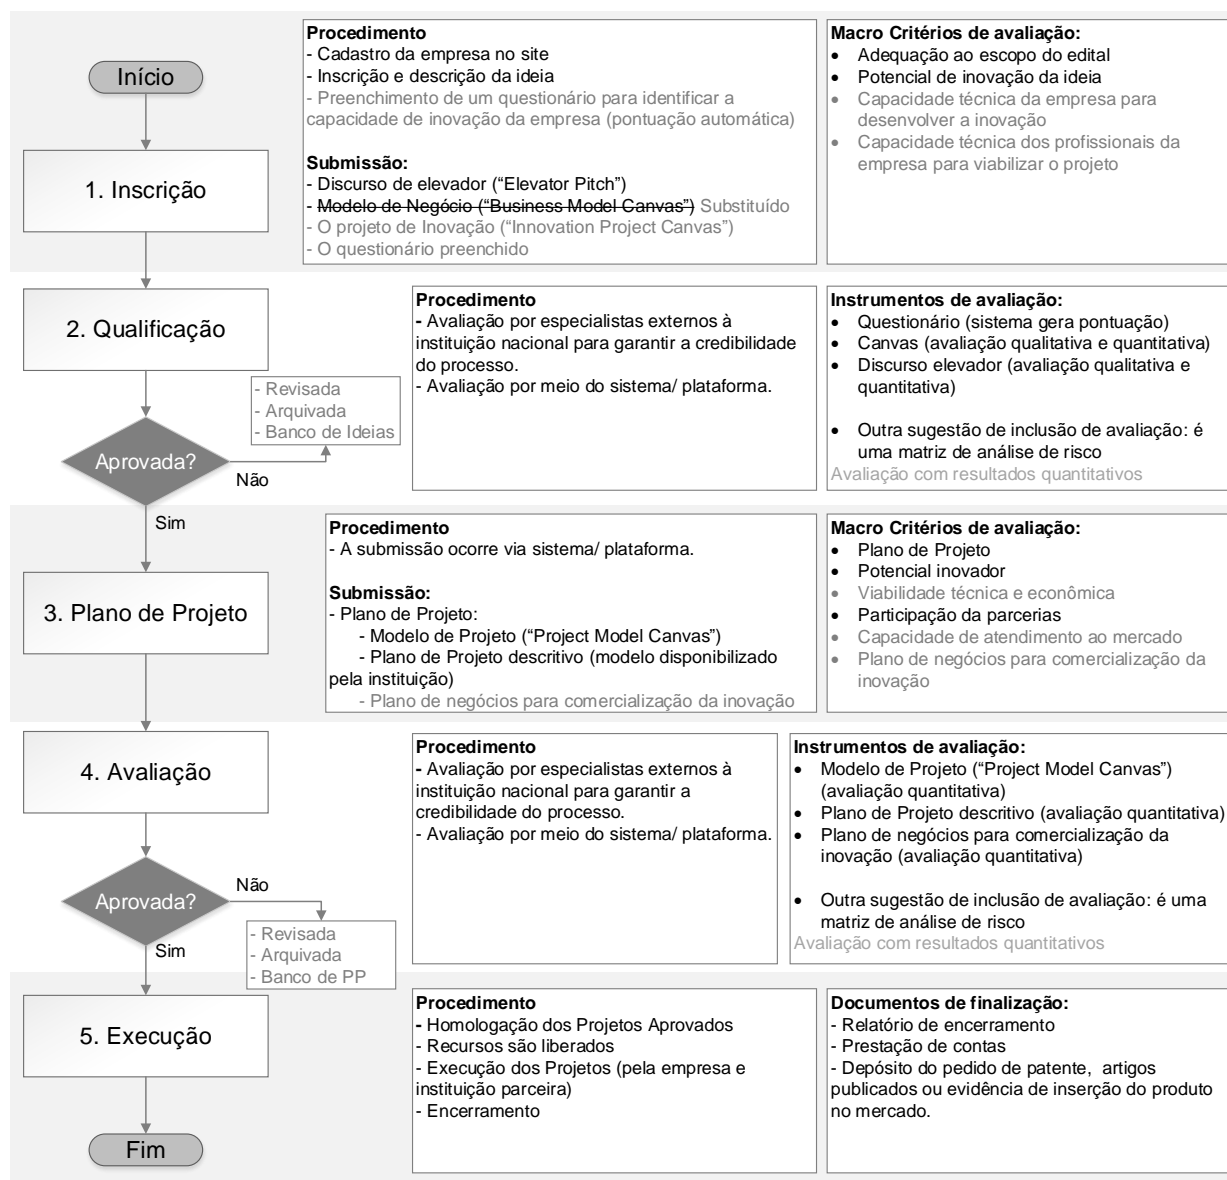 Início
Procedimento
- Cadastro da empresa no site
- Inscrição e descrição da ideia
- Preenchimento de um questionário para identificar a
capacidade de inovação da empresa (pontuação automática)
Submissão:
- Discurso de elevador (“Elevator Pitch”)
- Modelo de Negócio (“Business Model Canvas”) Substituído
- O projeto de Inovação (“Innovation Project Canvas”)
- O questionário preenchido
Macro Critérios de avaliação:
• Adequação ao escopo do edital
• Potencial de inovação da ideia
• Capacidade técnica da empresa para
desenvolver a inovação
• Capacidade técnica dos profissionais da
empresa para viabilizar o projeto
1. Inscrição
2. Qualificação
Procedimento
- Avaliação por especialistas externos à
instituição nacional para garantir a credibilidade
do processo.
- Avaliação por meio do sistema/ plataforma.
Instrumentos de avaliação:
• Questionário (sistema gera pontuação)
• Canvas (avaliação qualitativa e quantitativa)
• Discurso elevador (avaliação qualitativa e
quantitativa)
• Outra sugestão de inclusão de avaliação: é
uma matriz de análise de risco
Avaliação com resultados quantitativos
- Revisada
- Arquivada
- Banco de Ideias
Aprovada?
Não
Sim
3. Plano de Projeto
Procedimento
- A submissão ocorre via sistema/ plataforma.
Submissão:
- Plano de Projeto:
- Modelo de Projeto (“Project Model Canvas”)
- Plano de Projeto descritivo (modelo disponibilizado
pela instituição)
- Plano de negócios para comercialização da inovação
Macro Critérios de avaliação:
• Plano de Projeto
• Potencial inovador
• Viabilidade técnica e econômica
• Participação da parcerias
• Capacidade de atendimento ao mercado
• Plano de negócios para comercialização da
inovação
4. Avaliação
Procedimento
- Avaliação por especialistas externos à
instituição nacional para garantir a
credibilidade do processo.
- Avaliação por meio do sistema/ plataforma.
Instrumentos de avaliação:
• Modelo de Projeto (“Project Model Canvas”)
(avaliação quantitativa)
• Plano de Projeto descritivo (avaliação quantitativa)
• Plano de negócios para comercialização da
inovação (avaliação quantitativa)
• Outra sugestão de inclusão de avaliação: é uma
matriz de análise de risco
Avaliação com resultados quantitativos
Aprovada?
Não
- Revisada
- Arquivada
- Banco de PP
Sim
5. Execução
Procedimento
- Homologação dos Projetos Aprovados
- Recursos são liberados
- Execução dos Projetos (pela empresa e
instituição parceira)
- Encerramento
Documentos de finalização:
- Relatório de encerramento
- Prestação de contas
- Depósito do pedido de patente, artigos
publicados ou evidência de inserção do produto
no mercado.
Fim